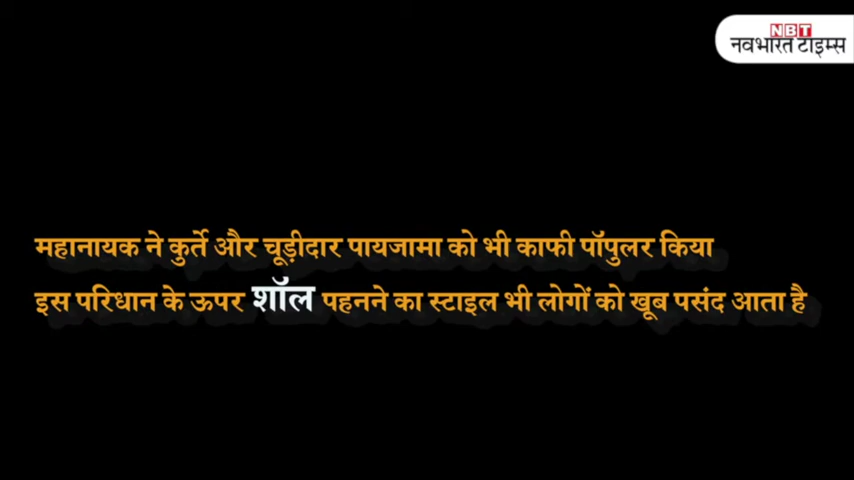 NBT
नवभारत टाइम्स
महानायक ने कुर्ते और चूड़ीदार पायजामा को भी काफी पॉपुलर किया
इस परिधान के ऊपर शॉल पहनने का स्टाइल भी लोगों को खूब पसंद आता है